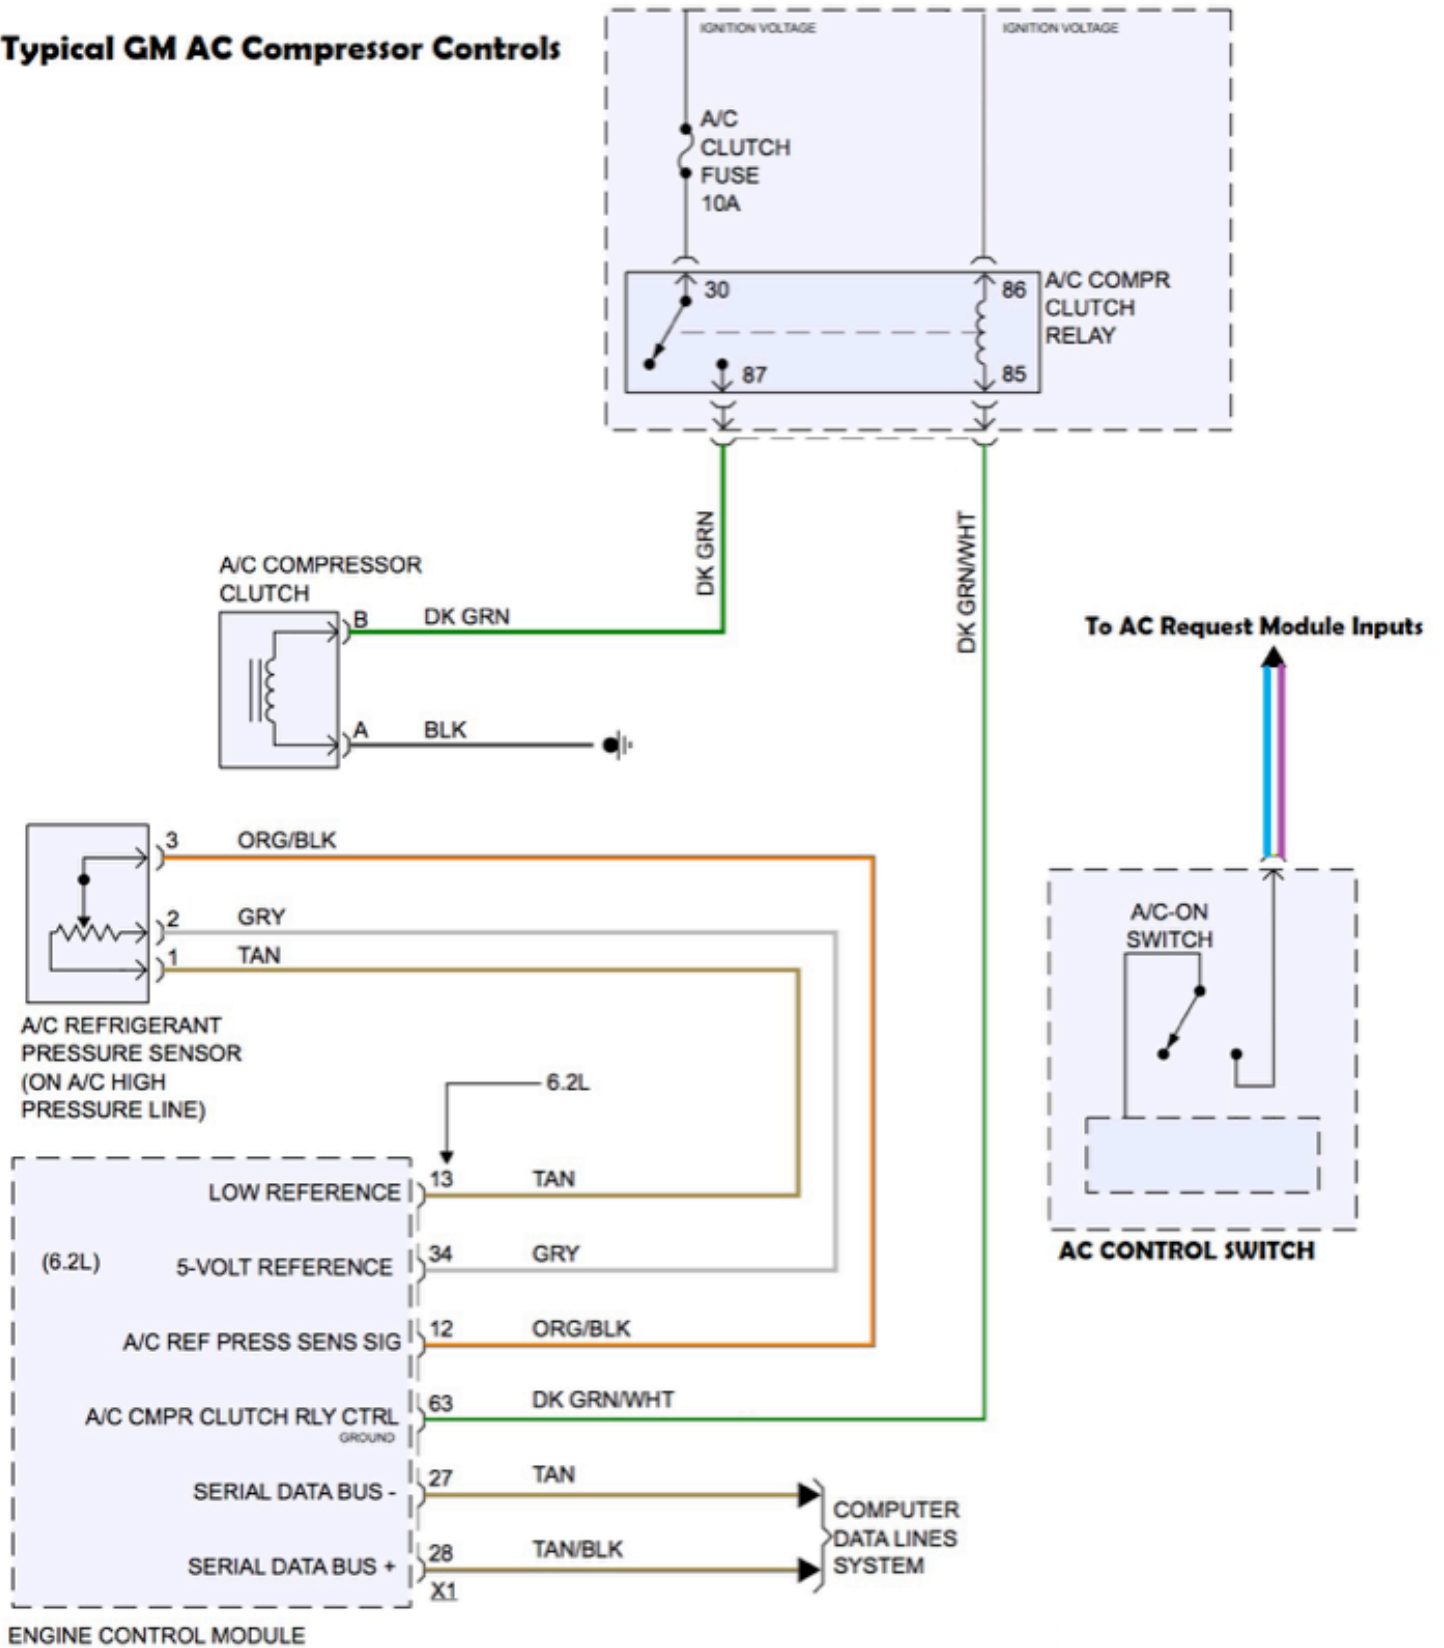 Typical GM AC Compressor Controls
IGNITION VOLTAGE
IGNITION VOLTAGE
A/C
CLUTCH
FUSE
10A
30
86
87
85
A/C COMPR
CLUTCH
RELAY
DK GRN
DK GRN/WHT
A/C COMPRESSOR
CLUTCH
B
DK GRN
A
BLK
To AC Request Module Inputs
3
ORG/BLK
2
GRY
1
TAN
A/C REFRIGERANT
PRESSURE SENSOR
(ON A/C HIGH
PRESSURE LINE)
A/C-ON
SWITCH
AC CONTROL SWITCH
6.2L
(6.2L)
LOW REFERENCE
13
TAN
5-VOLT REFERENCE
34
GRY
A/C REF PRESS SENS SIG
12
ORG/BLK
A/C CMPR CLUTCH RLY CTRL
GROUND
63
DK GRN/WHT
SERIAL DATA BUS -
27
TAN
SERIAL DATA BUS +
28
TAN/BLK
X1
COMPUTER
DATA LINES
SYSTEM
ENGINE CONTROL MODULE